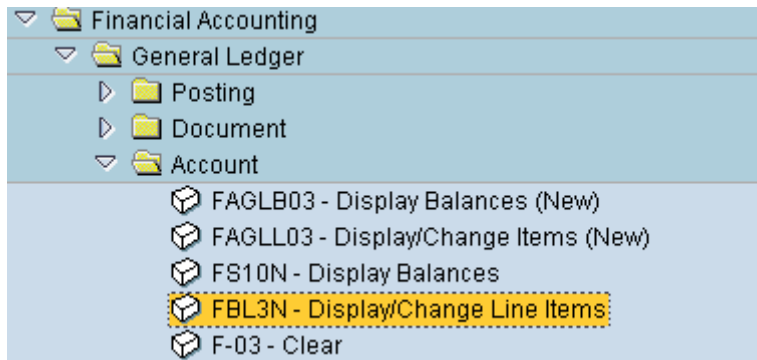 Financial Accounting
General Ledger
Posting
Document
Account
FAGLB03 - Display Balances (New)
FAGLL03 - Display/Change Items (New)
FS10N - Display Balances
FBL3N - Display/Change Line Items
F-03 - Clear